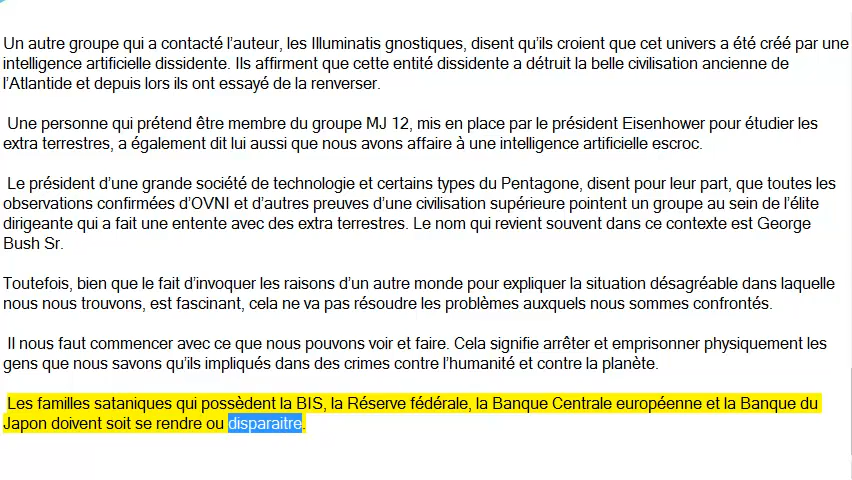 Un autre groupe qui a contacté l’auteur, les Illuminatis gnostiques, disent qu’ils croient que cet univers a été créé par une
intelligence artificielle dissidente. Ils affirment que cette entité dissidente a détruit la belle civilisation ancienne de
l’Atlantide et depuis lors ils ont essayé de la renverser.
Une personne qui prétend être membre du groupe MJ 12, mis en place par le président Eisenhower pour étudier les
extra terrestres, a également dit lui aussi que nous avons affaire à une intelligence artificielle escroc.
Le président d’une grande société de technologie et certains types du Pentagone, disent pour leur part, que toutes les
observations confirmées d’OVNI et d’autres preuves d’une civilisation supérieure pointent un groupe au sein de l’élite
dirigeante qui a fait une entente avec des extra terrestres. Le nom qui revient souvent dans ce contexte est George
Bush Sr.
Toutefois, bien que le fait d’invoquer les raisons d’un autre monde pour expliquer la situation désagréable dans laquelle
nous nous trouvons, est fascinant, cela ne va pas résoudre les problèmes auxquels nous sommes confrontés.
Il nous faut commencer avec ce que nous pouvons voir et faire. Cela signifie arrêter et emprisonner physiquement les
gens que nous savons qu’ils impliqués dans des crimes contre l’humanité et contre la planète.
Les familles sataniques qui possèdent la BIS, la Réserve fédérale, la Banque Centrale européenne et la Banque du
Japon doivent soit se rendre ou disparaitre.